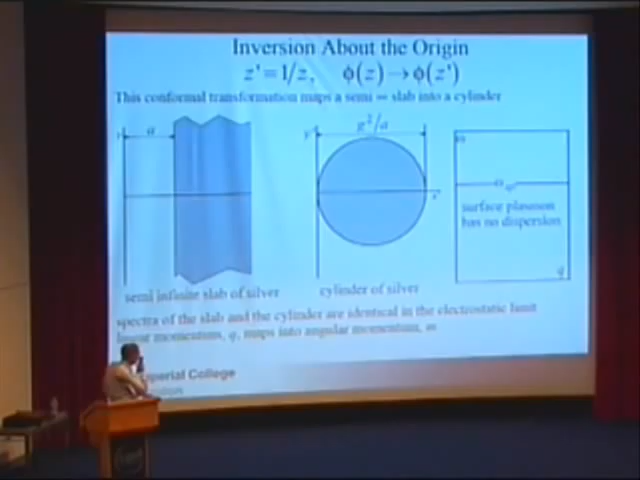 Inversion About the Origin
z' = 1/z, ϕ(z) → ϕ(z')
This conformal transformation maps a semi ∞ slab into a cylinder
a
g²/a
surface plasmon
has no dispersion
q
semi infinite slab of silver
cylinder of silver
spectra of the slab and the cylinder are identical in the electrostatic limit
linear momentum, q, maps into angular momentum, m
Imperial College